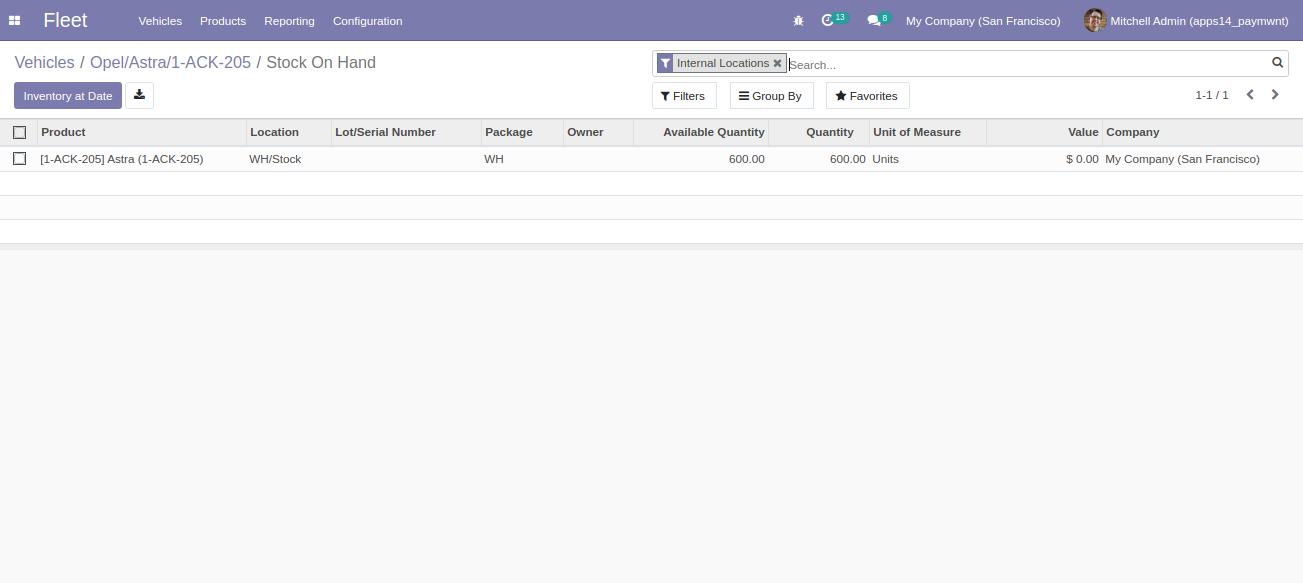 Fleet Vehicles Products Reporting Configuration 13 8 My Company (San Francisco) Mitchell Admin (apps14_paymwnt)
Vehicles / Opel/Astra/1-ACK-205 / Stock On Hand
Internal Locations Search...
Inventory at Date
Filters Group By Favorites 1-1 / 1
Product Location Lot/Serial Number Package Owner Available Quantity Quantity Unit of Measure Value Company
[1-ACK-205] Astra (1-ACK-205) WH/Stock WH 600.00 600.00 Units $ 0.00 My Company (San Francisco)